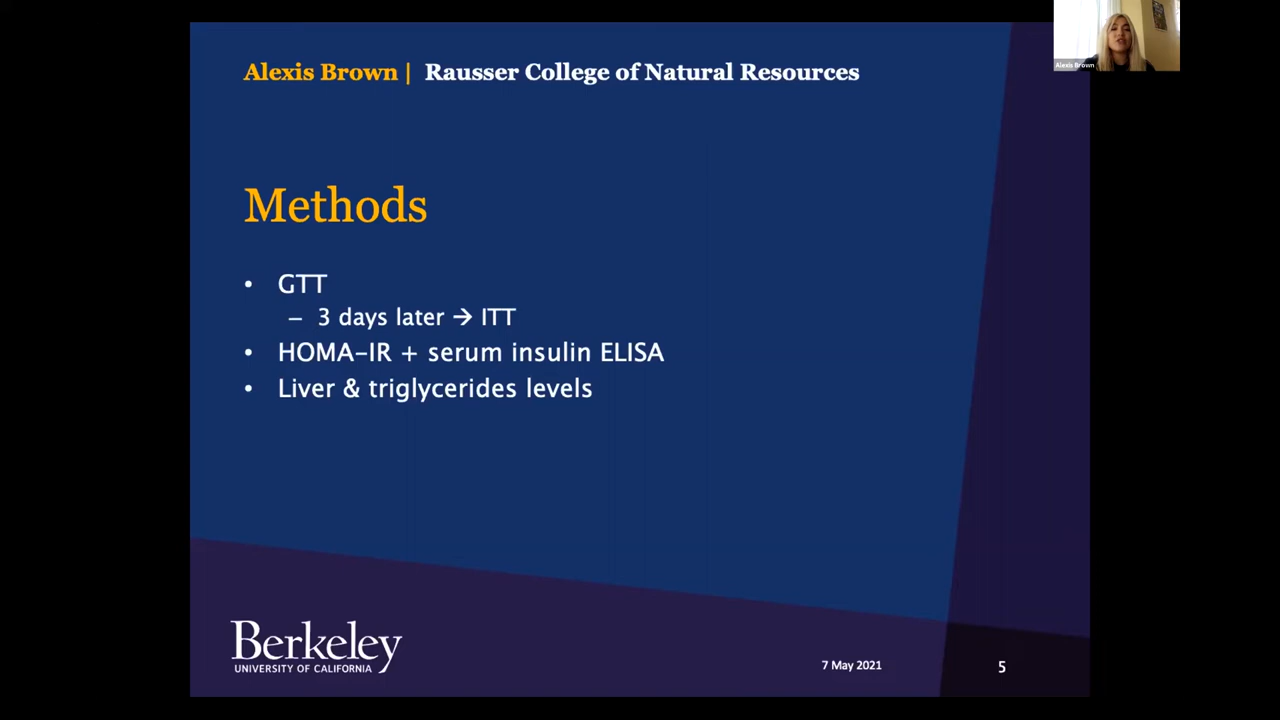 Alexis Brown | Rausser College of Natural Resources
Alexis Brown
Methods
• GTT
– 3 days later → ITT
• HOMA-IR + serum insulin ELISA
• Liver & triglycerides levels
Berkeley
UNIVERSITY OF CALIFORNIA
7 May 2021
5